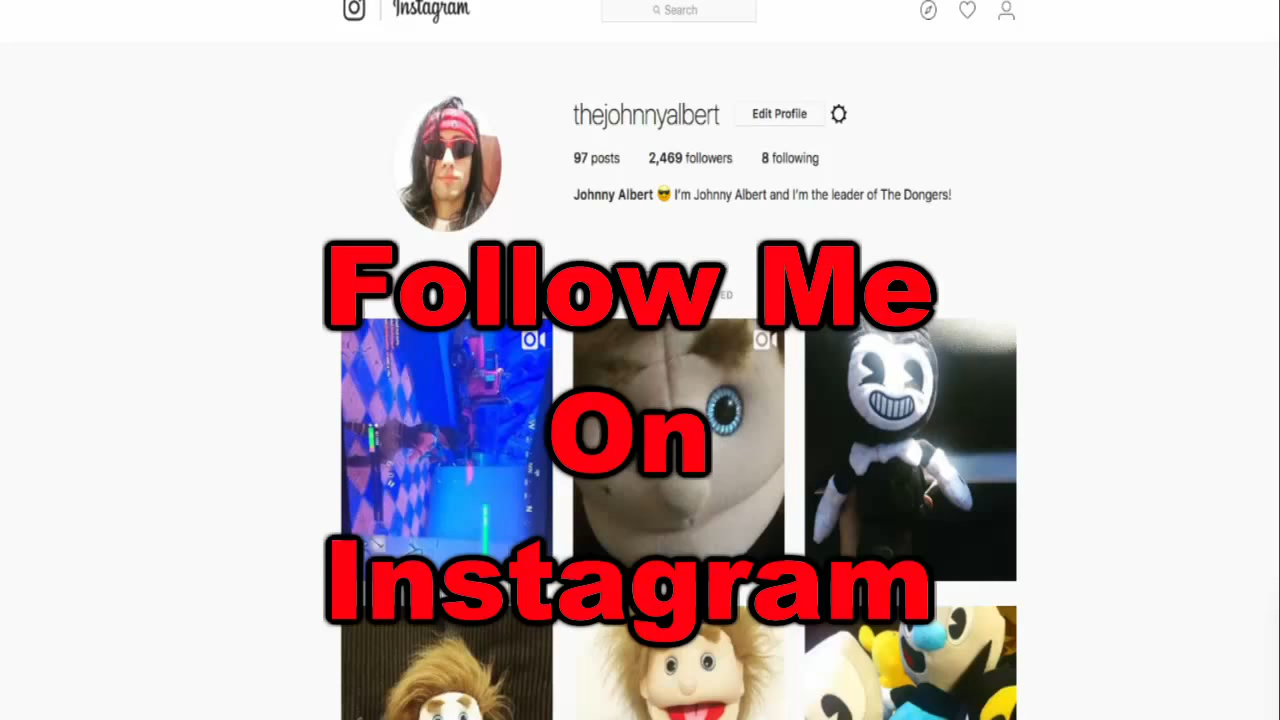 Instagram
Search
thejohnnyalbert Edit Profile
97 posts 2,469 followers 8 following
Johnny Albert 😎 I'm Johnny Albert and I'm the leader of The Dongers!
Follow Me
On
Instagram